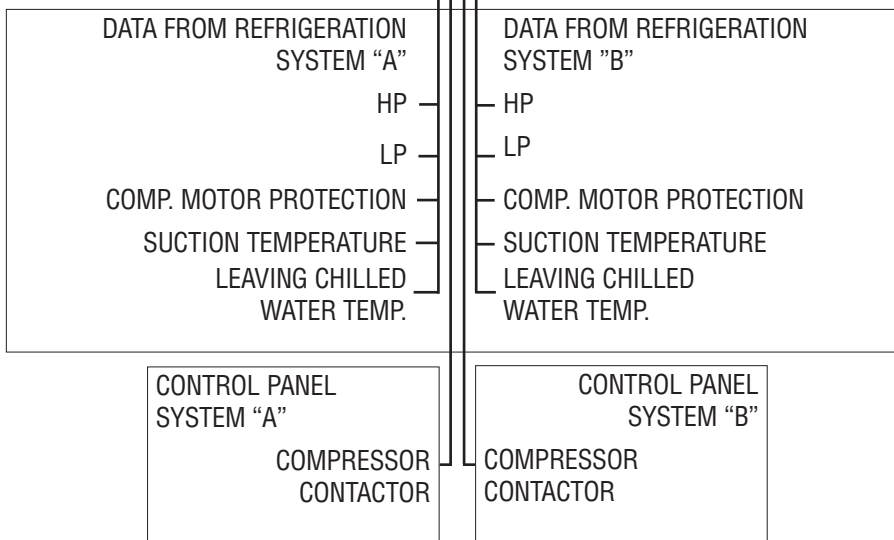 DATA FROM REFRIGERATION
SYSTEM “A”
HP
LP
COMP. MOTOR PROTECTION
SUCTION TEMPERATURE
LEAVING CHILLED
WATER TEMP.
DATA FROM REFRIGERATION
SYSTEM ”B”
HP
LP
COMP. MOTOR PROTECTION
SUCTION TEMPERATURE
LEAVING CHILLED
WATER TEMP.
CONTROL PANEL
SYSTEM “A”
COMPRESSOR
CONTACTOR
CONTROL PANEL
SYSTEM “B”
COMPRESSOR
CONTACTOR